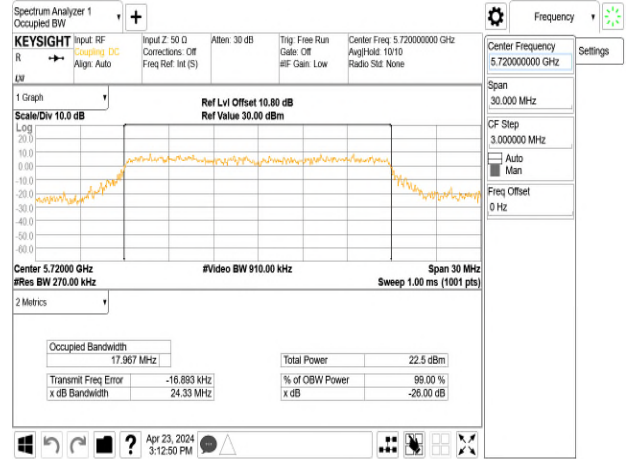 Spectrum Analyzer 1
Occupied BW
Frequency
KEYSIGHT
R
Input: RF
Coupling: DC
Align: Auto
Input Z: 50 Ω
Corrections: Off
Freq Ref: Int (S)
Atten: 30 dB
Trig: Free Run
Gate: Off
#IF Gain: Low
Center Freq: 5.720000000 GHz
Avg|Hold: 10/10
Radio Std: None
Center Frequency
5.720000000 GHz
Settings
Span
30.000 MHz
CF Step
3.000000 MHz
Auto
Man
Freq Offset
0 Hz
1 Graph
Scale/Div 10.0 dB
Ref Lvl Offset 10.80 dB
Ref Value 30.00 dBm
Log
20.0
10.0
0.00
-10.0
-20.0
-30.0
-40.0
-50.0
-60.0
Center 5.72000 GHz
#Video BW 910.00 kHz
Span 30 MHz
#Res BW 270.00 kHz
Sweep 1.00 ms (1001 pts)
2 Metrics
Occupied Bandwidth
17.967 MHz
Total Power
22.5 dBm
Transmit Freq Error
-16.893 kHz
% of OBW Power
99.00 %
x dB Bandwidth
24.33 MHz
x dB
-26.00 dB
?
Apr 23, 2024
3:12:50 PM